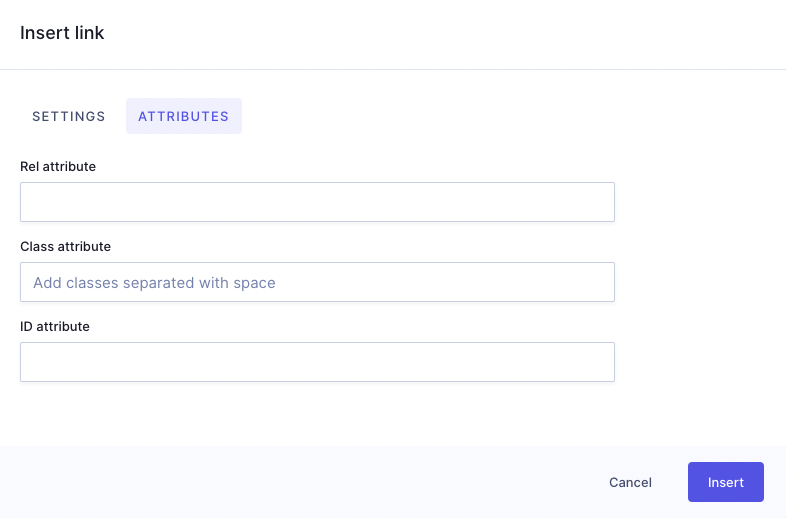 Insert link
SETTINGS ATTRIBUTES
Rel attribute
Class attribute
Add classes separated with space
ID attribute
Cancel Insert